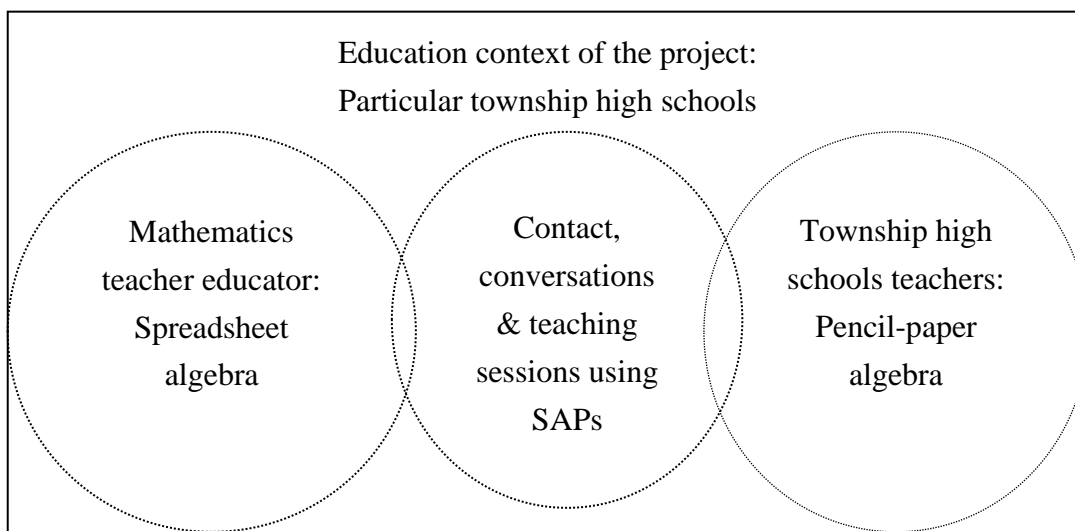 Education context of the project:
Particular township high schools
Mathematics
teacher educator:
Spreadsheet
algebra
Contact,
conversations
& teaching
sessions using
SAPs
Township high
schools teachers:
Pencil-paper
algebra